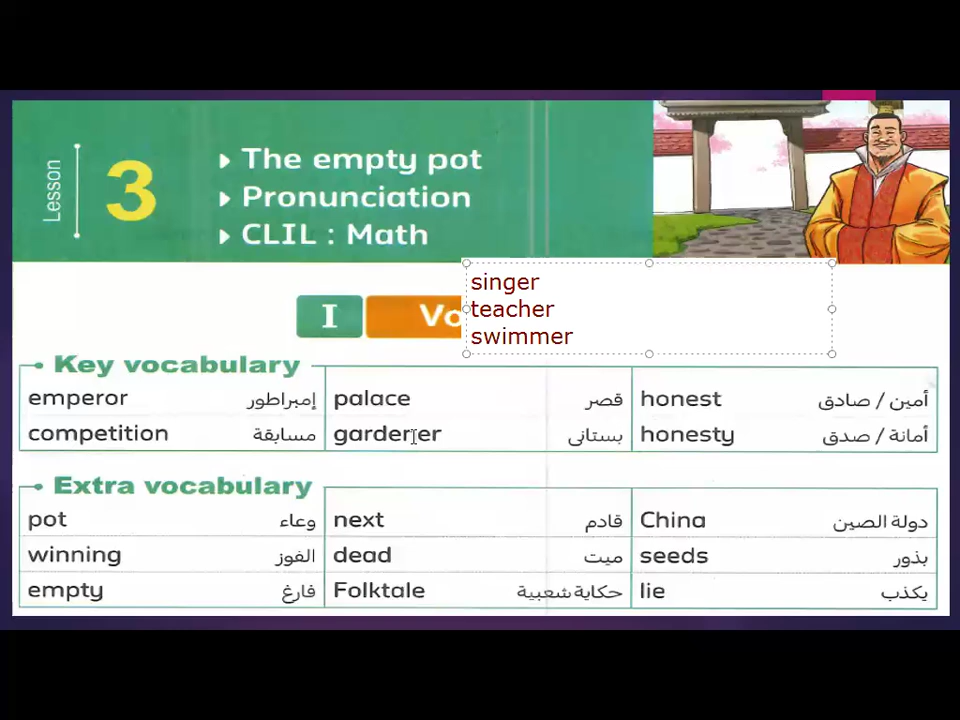 Lesson
3
The empty pot
Pronunciation
CLIL : Math
singer
teacher
swimmer
I
Key vocabulary
emperor إمبراطور palace قصر honest أمين / صادق
competition مسابقة gardener بستانى honesty أمانة / صدق
Extra vocabulary
pot وعاء next قادم China دولة الصين
winning الفوز dead ميت seeds بذور
empty فارغ Folktale حكاية شعبية lie يكذب